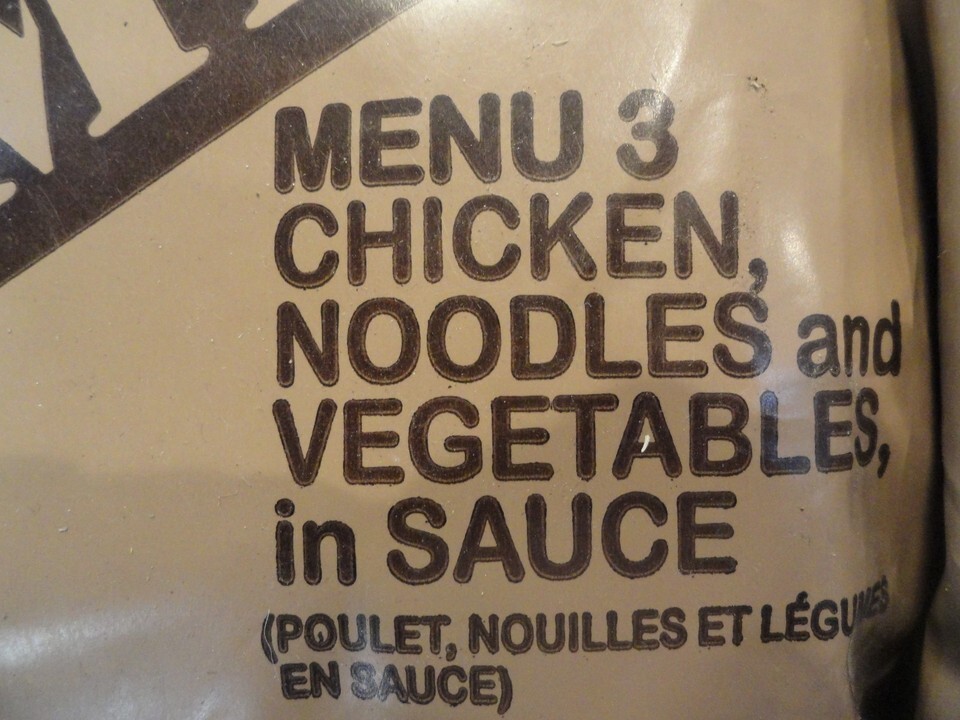 MENU 3
CHICKEN,
NOODLES and
VEGETABLES,
in SAUCE
(POULET, NOUILLES ET LÉGUMES
EN SAUCE)